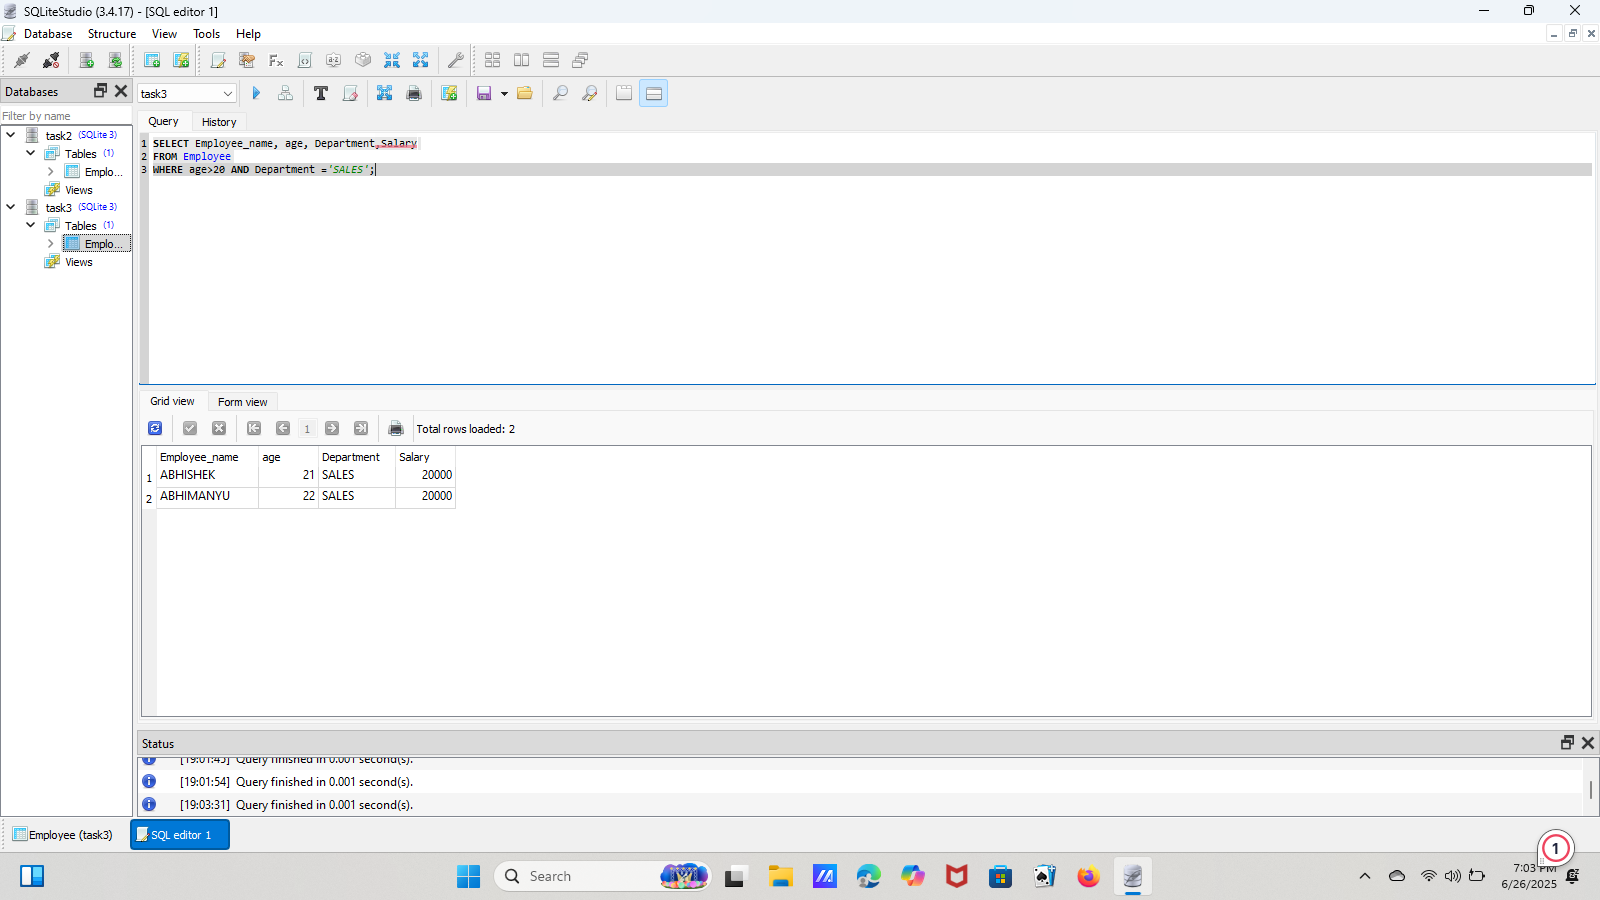 SQLiteStudio (3.4.17) - [SQL editor 1]
Database Structure View Tools Help
Databases
task3
Filter by name
Query History
task2 (SQLite 3)
Tables (1)
Emplo...
Views
task3 (SQLite 3)
Tables (1)
Emplo...
Views
1 SELECT Employee_name, age, Department,Salary
2 FROM Employee
3 WHERE age>20 AND Department ='SALES';
Grid view Form view
1 Total rows loaded: 2
Employee_name age Department Salary
1 ABHISHEK 21 SALES 20000
2 ABHIMANYU 22 SALES 20000
Status
[19:01:45] Query finished in 0.001 second(s).
[19:01:54] Query finished in 0.001 second(s).
[19:03:31] Query finished in 0.001 second(s).
Employee (task3) SQL editor 1
1
Search
7:03 PM
6/26/2025